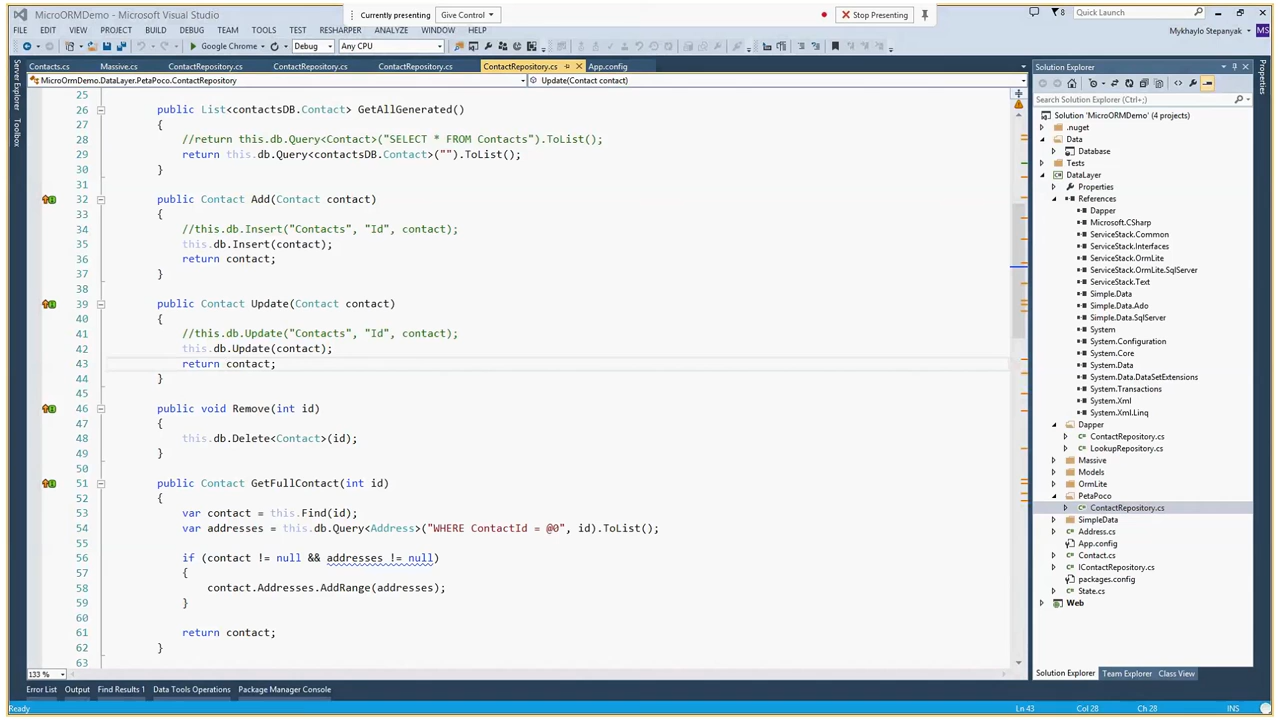 MicroORMDemo - Microsoft Visual Studio
Currently presenting
Give Control
Stop Presenting
8
Quick Launch (Ctrl+;)
FILE EDIT VIEW PROJECT BUILD DEBUG TEAM TOOLS TEST RESHARPER ANALYZE WINDOW HELP
Mykhaylo Stepanyak
MS
Google Chrome Debug Any CPU
Contacts.cs Massive.cs ContactRepository.cs ContactRepository.cs ContactRepository.cs ContactRepository.cs App.config
MicroOrmDemo.DataLayer.PetaPoco.ContactRepository
Update(Contact contact)
Server Explorer
Toolbox
25
26 public List<contactsDB.Contact> GetAllGenerated()
27 {
28 //return this.db.Query<Contact>("SELECT * FROM Contacts").ToList();
29 return this.db.Query<contactsDB.Contact>("").ToList();
30 }
31
32 public Contact Add(Contact contact)
33 {
34 //this.db.Insert("Contacts", "Id", contact);
35 this.db.Insert(contact);
36 return contact;
37 }
38
39 public Contact Update(Contact contact)
40 {
41 //this.db.Update("Contacts", "Id", contact);
42 this.db.Update(contact);
43 return contact;
44 }
45
46 public void Remove(int id)
47 {
48 this.db.Delete<Contact>(id);
49 }
50
51 public Contact GetFullContact(int id)
52 {
53 var contact = this.Find(id);
54 var addresses = this.db.Query<Address>("WHERE ContactId = @0", id).ToList();
55
56 if (contact != null && addresses != null)
57 {
58 contact.Addresses.AddRange(addresses);
59 }
60
61 return contact;
62 }
63
133 %
Solution Explorer
Search Solution Explorer (Ctrl+;)
Solution 'MicroORMDemo' (4 projects)
.nuget
Data
Database
Tests
DataLayer
Properties
References
Dapper
Microsoft.CSharp
ServiceStack.Common
ServiceStack.Interfaces
ServiceStack.OrmLite
ServiceStack.OrmLite.SqlServer
ServiceStack.Text
Simple.Data
Simple.Data.Ado
Simple.Data.SqlServer
System
System.Configuration
System.Core
System.Data
System.Data.DataSetExtensions
System.Transactions
System.Xml
System.Xml.Linq
Dapper
ContactRepository.cs
LookupRepository.cs
Massive
Models
OrmLite
PetaPoco
ContactRepository.cs
SimpleData
Address.cs
App.config
Contact.cs
IContactRepository.cs
packages.config
State.cs
Web
Solution Explorer Team Explorer Class View
Properties
Error List Output Find Results 1 Data Tools Operations Package Manager Console
Ready
Ln 43 Col 28 Ch 28 INS